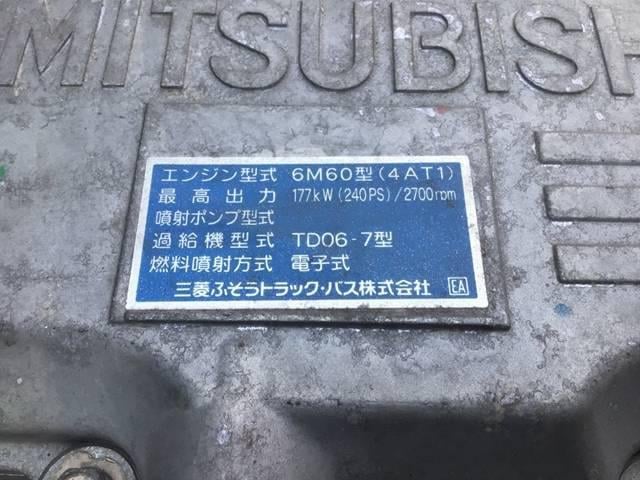 MITSUBISH
エンジン型式 6M60型(4AT1)
最高出力 177kW(240PS)/2700rpm
噴射ポンプ型式
過給機型式 TD06-7型
燃料噴射方式 電子式
三菱ふそうトラック・バス株式会社 EA